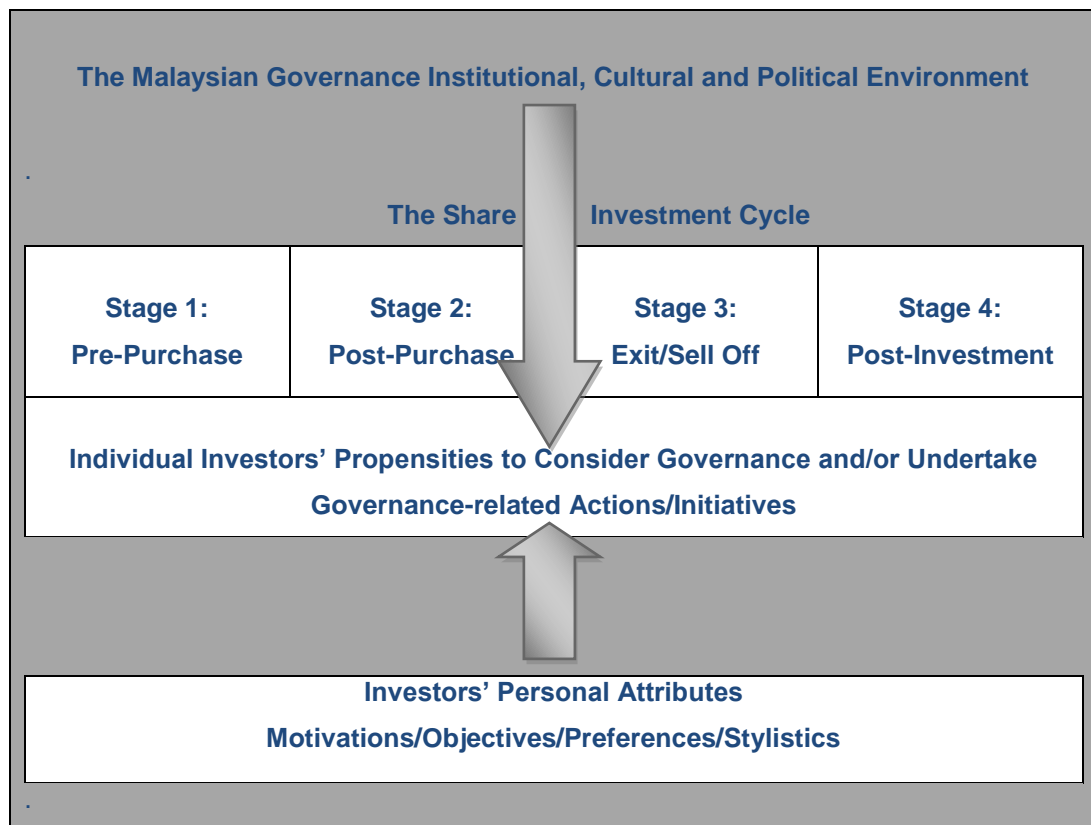 The Malaysian Governance Institutional, Cultural and Political Environment
.
The Share Investment Cycle
Stage 1:
Pre-Purchase
Stage 2:
Post-Purchase
Stage 3:
Exit/Sell Off
Stage 4:
Post-Investment
Individual Investors’ Propensities to Consider Governance and/or Undertake
Governance-related Actions/Initiatives
Investors’ Personal Attributes
Motivations/Objectives/Preferences/Stylistics
.